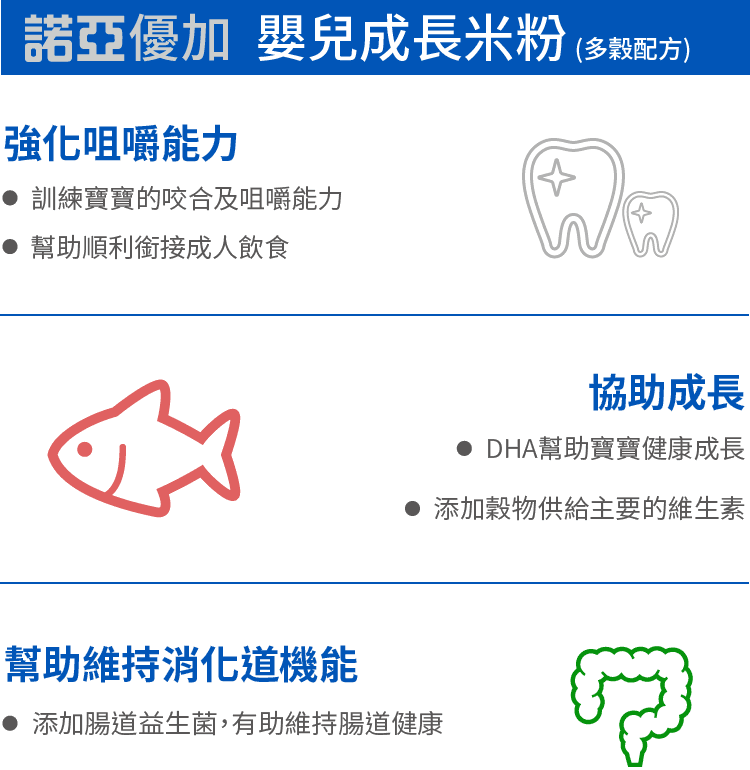 諾亞優加 嬰兒成長米粉 (多穀配方)
強化咀嚼能力
● 訓練寶寶的咬合及咀嚼能力
● 幫助順利銜接成人飲食
協助成長
● DHA幫助寶寶健康成長
● 添加穀物供給主要的維生素
幫助維持消化道機能
● 添加腸道益生菌,有助維持腸道健康